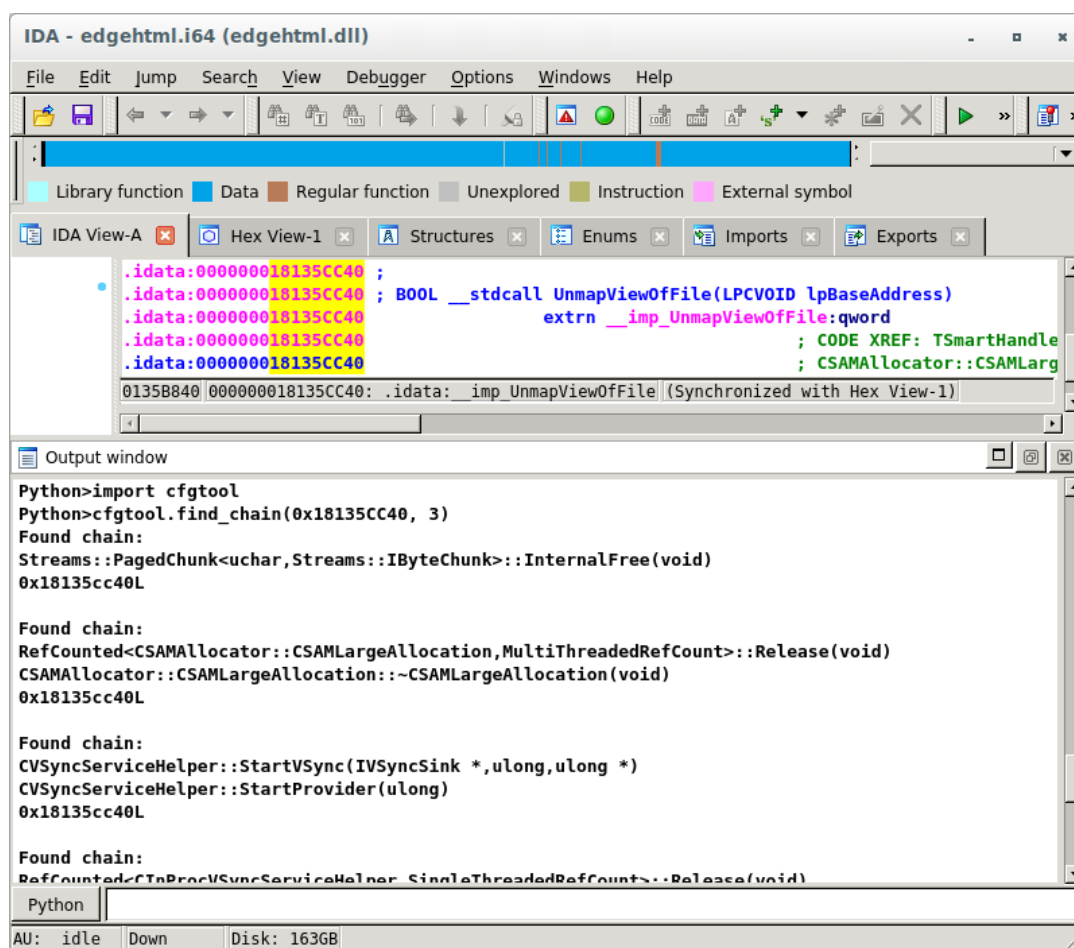 IDA - edgehtml.i64 (edgehtml.dll)
File Edit Jump Search View Debugger Options Windows Help
Library function Data Regular function Unexplored Instruction External symbol
IDA View-A Hex View-1 Structures Enums Imports Exports
.idata:000000018135CC40 ;
.idata:000000018135CC40 ; BOOL __stdcall UnmapViewOfFile(LPCVOID lpBaseAddress)
.idata:000000018135CC40 extrn __imp_UnmapViewOfFile:qword
.idata:000000018135CC40 ; CODE XREF: TSmartHandle
.idata:000000018135CC40 ; CSAMAllocator::CSAMLarg
0135B840 000000018135CC40: .idata:__imp_UnmapViewOfFile (Synchronized with Hex View-1)
Output window
Python>import cfgtool
Python>cfgtool.find_chain(0x18135CC40, 3)
Found chain:
Streams::PagedChunk<uchar,Streams::IByteChunk>::InternalFree(void)
0x18135cc40L
Found chain:
RefCounted<CSAMAllocator::CSAMLargeAllocation,MultiThreadedRefCount>::Release(void)
CSAMAllocator::CSAMLargeAllocation::~CSAMLargeAllocation(void)
0x18135cc40L
Found chain:
CVSyncServiceHelper::StartVSync(IVSyncSink *,ulong,ulong *)
CVSyncServiceHelper::StartProvider(ulong)
0x18135cc40L
Found chain:
RefCounted<CInProcVSyncServiceHelper,SingleThreadedRefCount>::Release(void)
Python
AU: idle Down Disk: 163GB